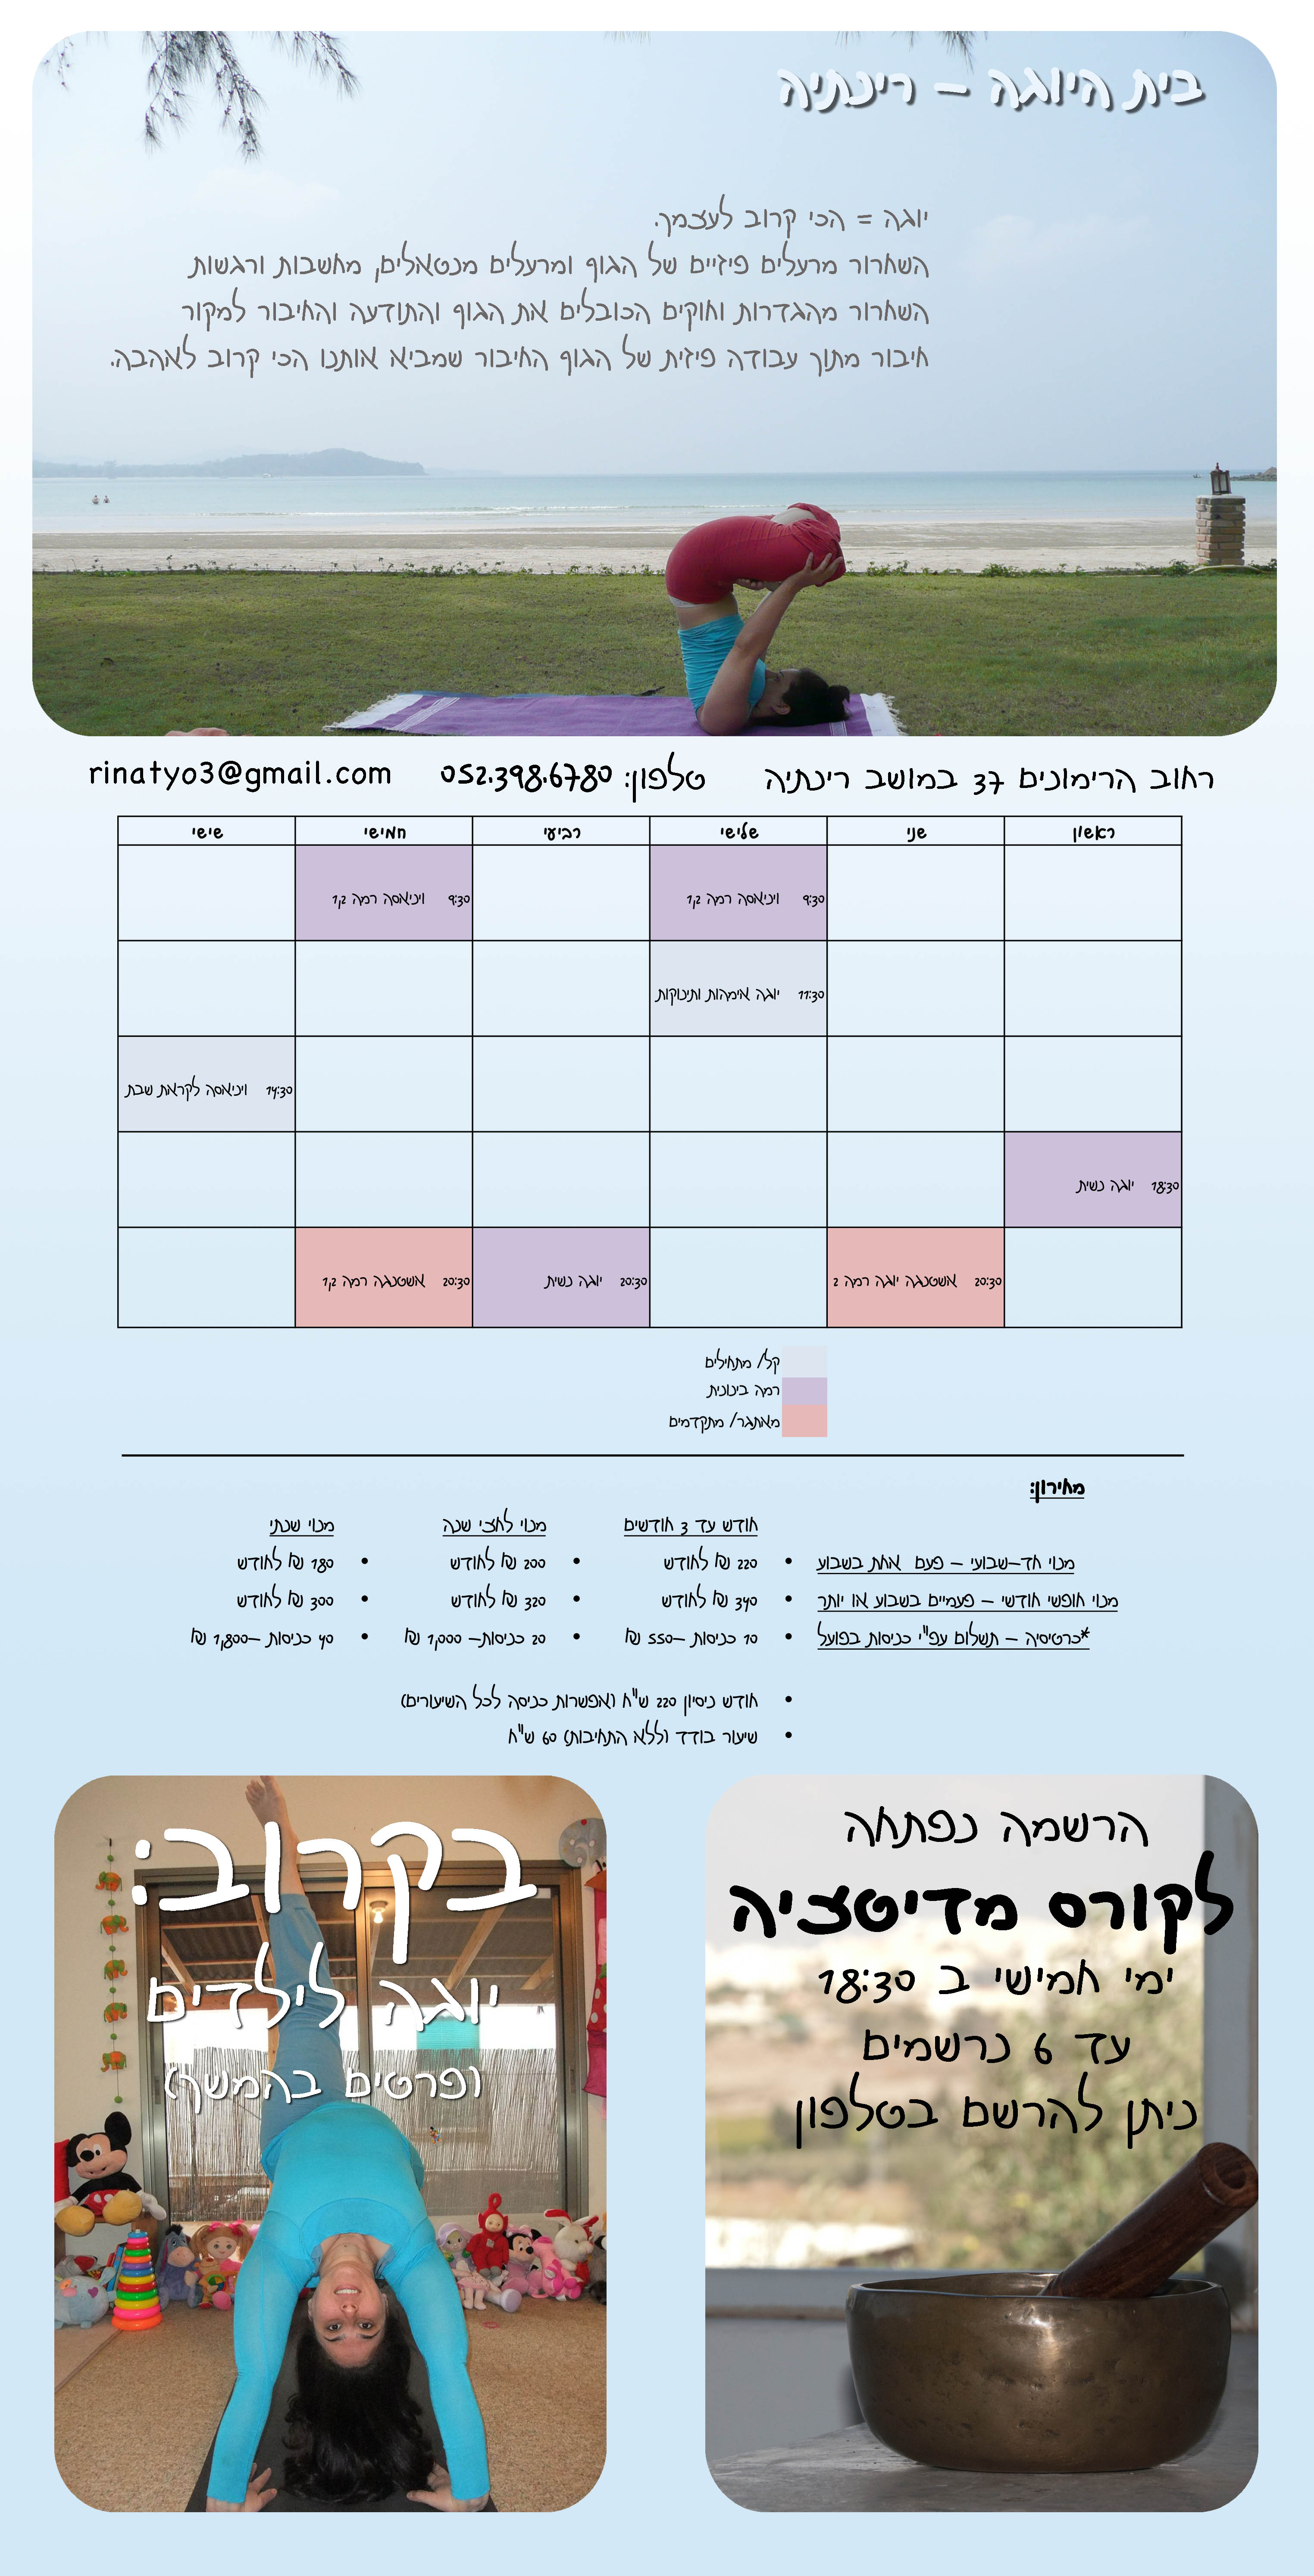 בית היוגה – רינתיה
יוגה = הכי קרוב לעצמך.
השחרור מרעלים פיזיים של הגוף ומרעלים מנטאלים, מחשבות ורגשות
השחרור מהגדרות וחוקים הכובלים את הגוף והתודעה והחיבור למקור
חיבור מתוך עבודה פיזית של הגוף החיבור שמביא אותנו הכי קרוב לאהבה.
רחוב הרימונים 37 במושב רינתיה טלפון: 052.398.6780 rinatyo3@gmail.com
ראשון שני שלישי רביעי חמישי שישי
9:30 ויניאסה רמה 1,2 9:30 ויניאסה רמה 1,2
11:30 יוגה אימהות ותינוקות
14:30 ויניאסה לקראת שבת
18:30 יוגה נשית
20:30 אשטנגה יוגה רמה 2 20:30 יוגה נשית 20:30 אשטנגה רמה 1,2
קל/ מתחילים
רמה בינונית
מאתגר/ מתקדמים
מחירון:
חודש עד 3 חודשים מנוי לחצי שנה מנוי שנתי
מנוי חד-שבועי – פעם אחת בשבוע • 220 ₪ לחודש • 200 ₪ לחודש • 180 ₪ לחודש
מנוי חופשי חודשי – פעמיים בשבוע או יותר • 340 ₪ לחודש • 320 ₪ לחודש • 300 ₪ לחודש
*כרטיסיה – תשלום עפ"י כניסות בפועל • 10 כניסות –550 ₪ • 20 כניסות– 1,000 ₪ • 40 כניסות –1,800 ₪
• חודש ניסיון 220 ש"ח (אפשרות כניסה לכל השיעורים)
• שיעור בודד (ללא התחיבות) 60 ש"ח
הרשמה נפתחה
לקורס מדיטציה
ימי חמישי ב 18:30
עד 6 נרשמים
ניתן להרשם בטלפון
בקרוב:
יוגה לילדים
(פרטים בהמשך)